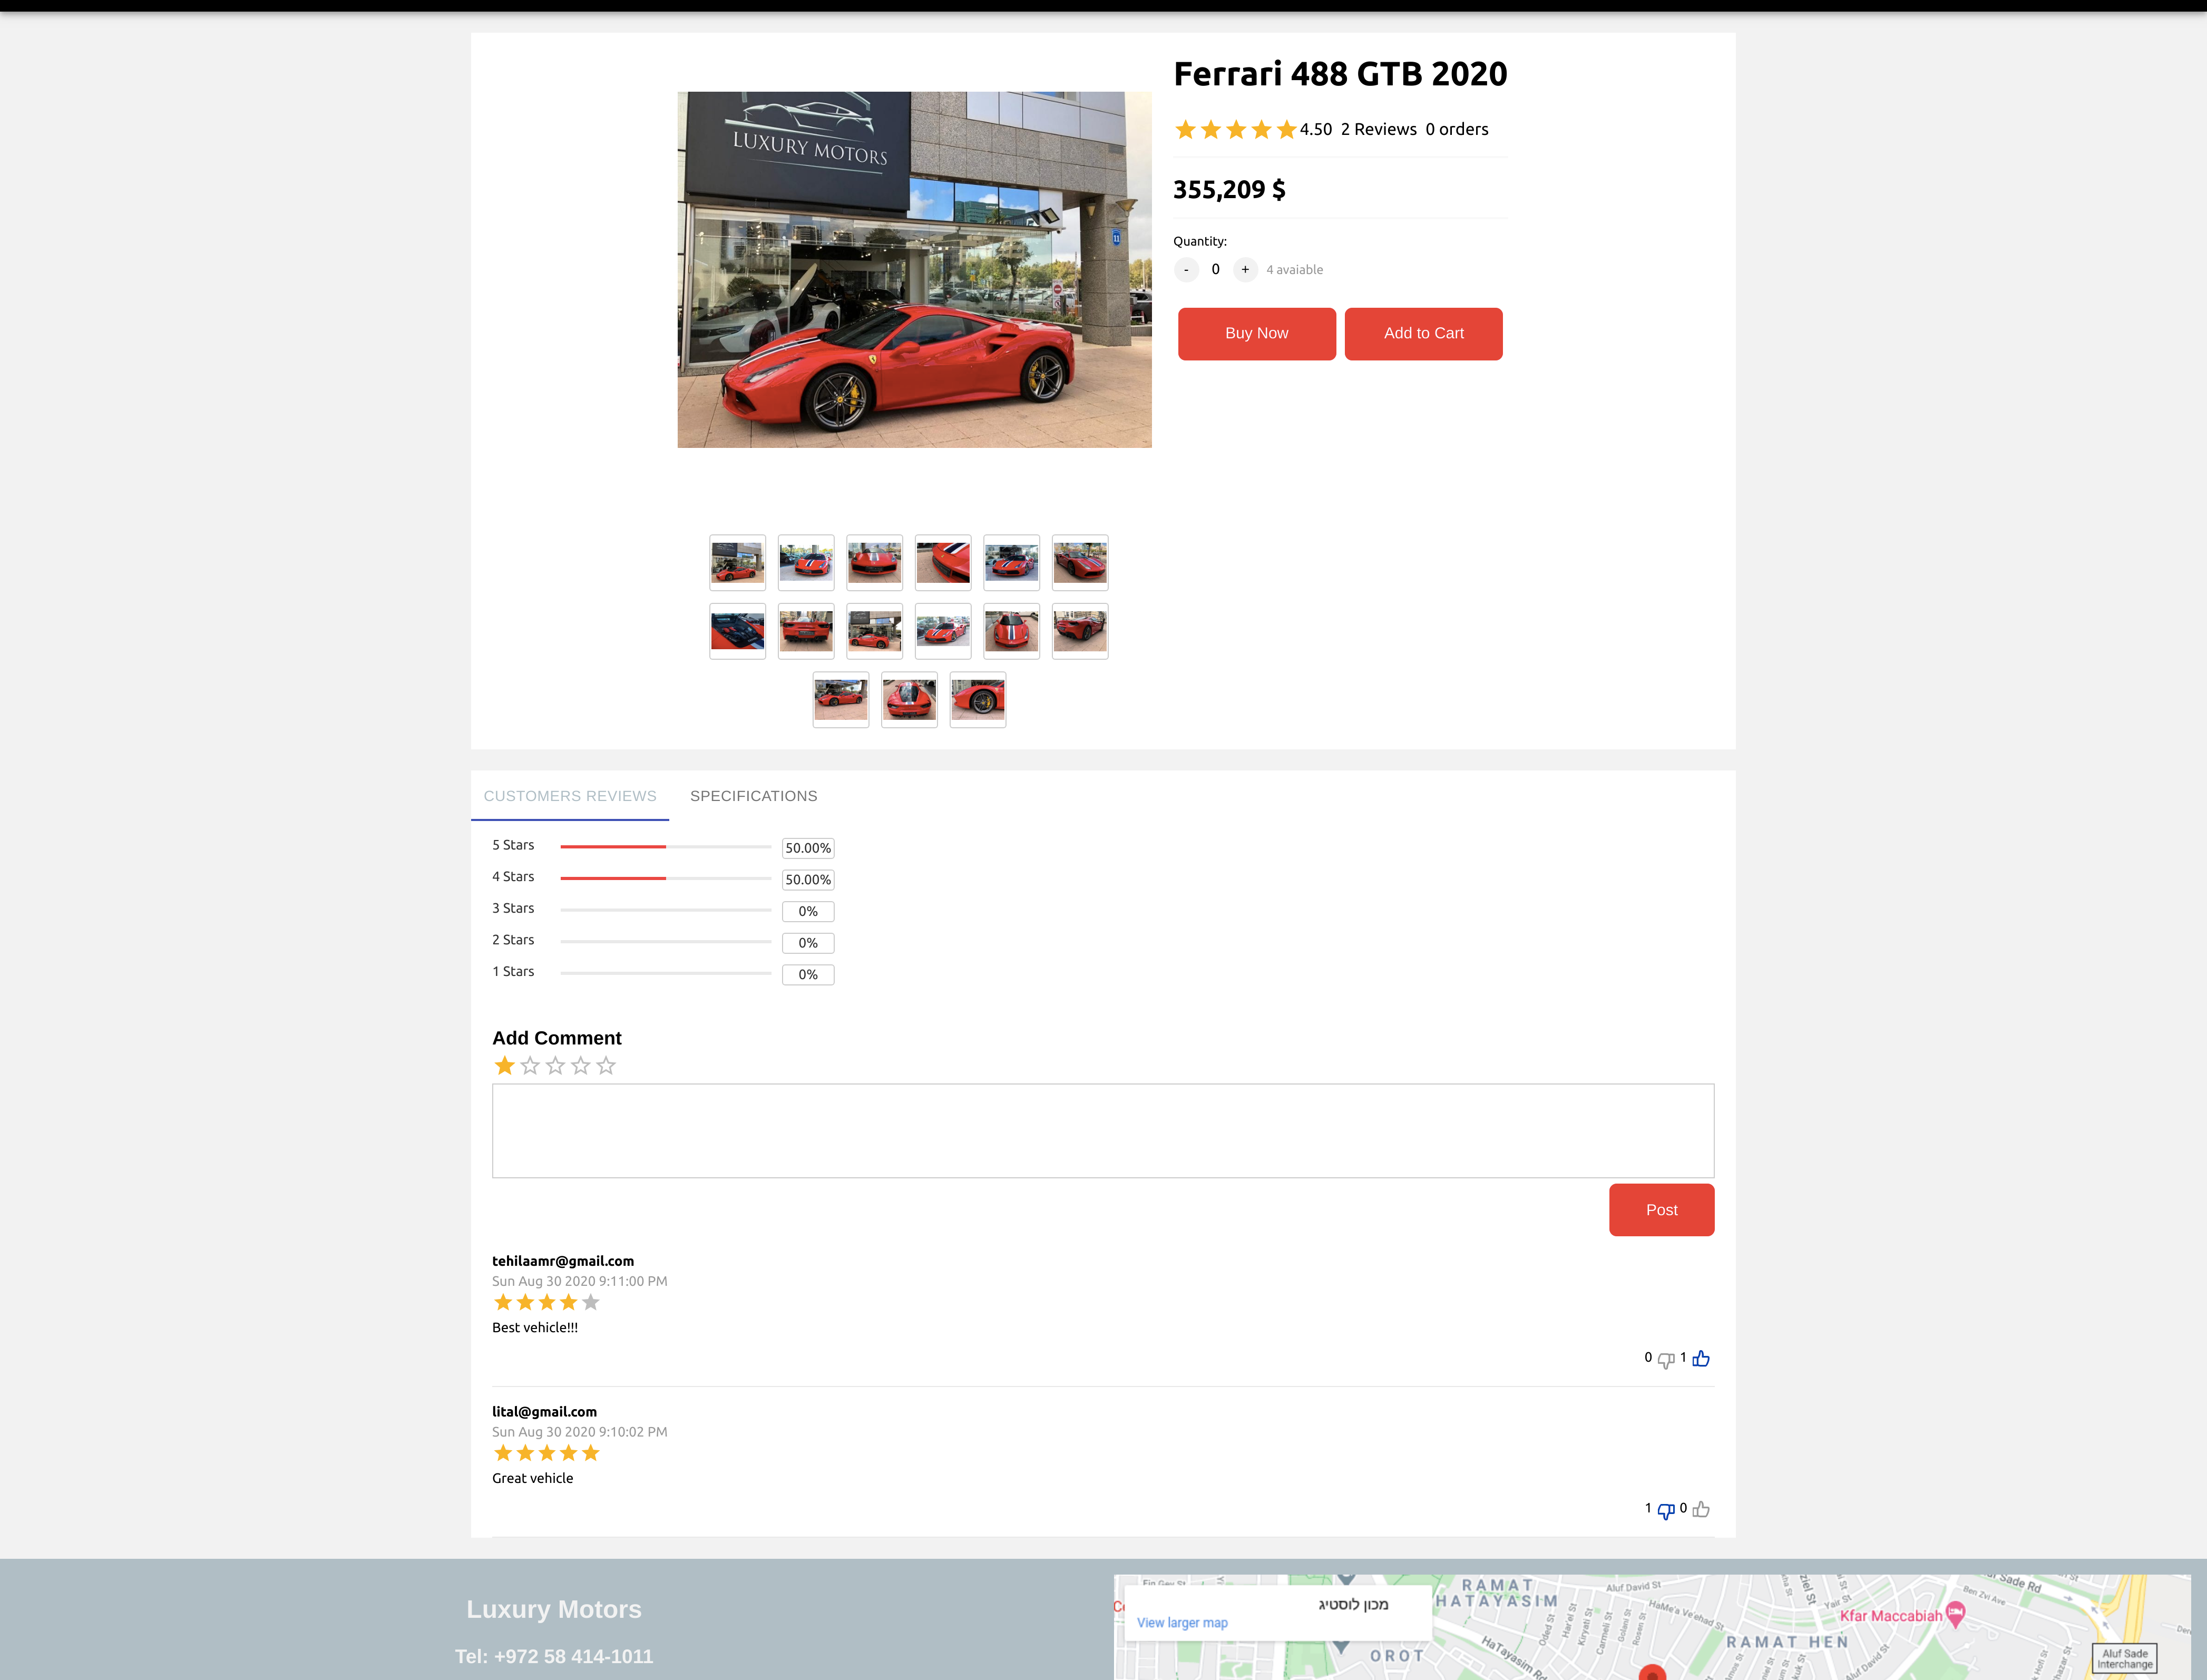 LUXURY MOTORS
11
Ferrari 488 GTB 2020
4.50 2 Reviews 0 orders
355,209 $
Quantity:
- 0 + 4 avaiable
Buy Now Add to Cart
CUSTOMERS REVIEWS SPECIFICATIONS
5 Stars 50.00%
4 Stars 50.00%
3 Stars 0%
2 Stars 0%
1 Stars 0%
Add Comment
Post
tehilaamr@gmail.com
Sun Aug 30 2020 9:11:00 PM
Best vehicle!!!
0 1
lital@gmail.com
Sun Aug 30 2020 9:10:02 PM
Great vehicle
1 0
Luxury Motors
Tel: +972 58 414-1011
מכון לוסטיג
View larger map
RAMAT
HATAYASIM
Aluf David St
Sade Rd
Ben Zvi Ave
Yair St
HaMe'a Ve'ehad
Kfar Maccabiah
RAMAT HEN
OROT
HaTayasim Rd
Aluf Sade
Interchange